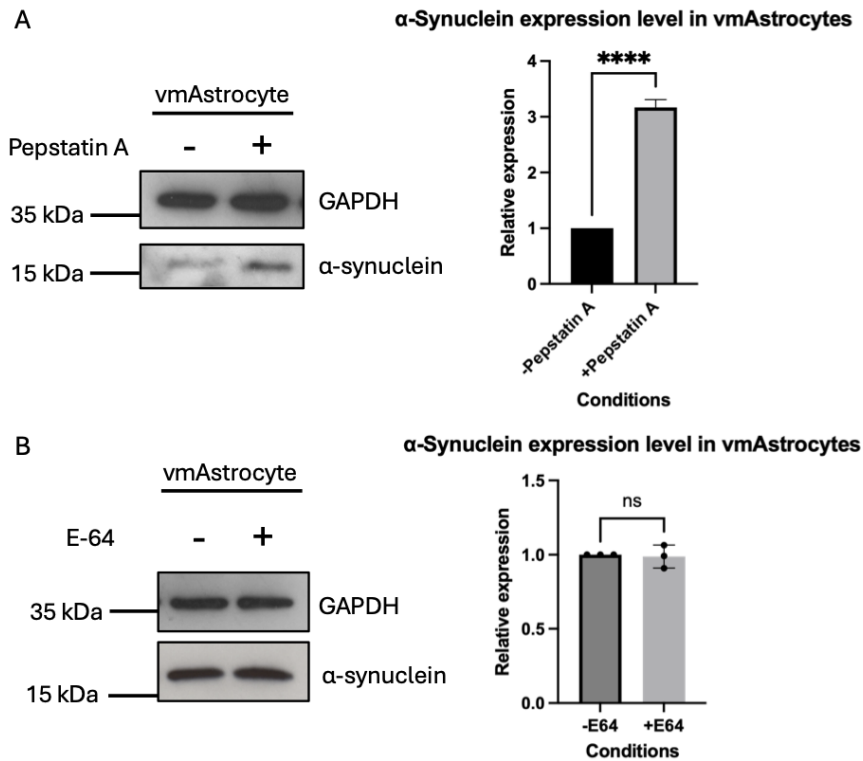 A
α-Synuclein expression level in vmAstrocytes
vmAstrocyte
Pepstatin A - +
35 kDa
GAPDH
15 kDa
α-synuclein
****
4
3
2
1
0
Relative expression
-Pepstatin A
+Pepstatin A
Conditions
B
α-Synuclein expression level in vmAstrocytes
vmAstrocyte
E-64 - +
35 kDa
GAPDH
15 kDa
α-synuclein
ns
1.5
1.0
0.5
0.0
Relative expression
-E64 +E64
Conditions